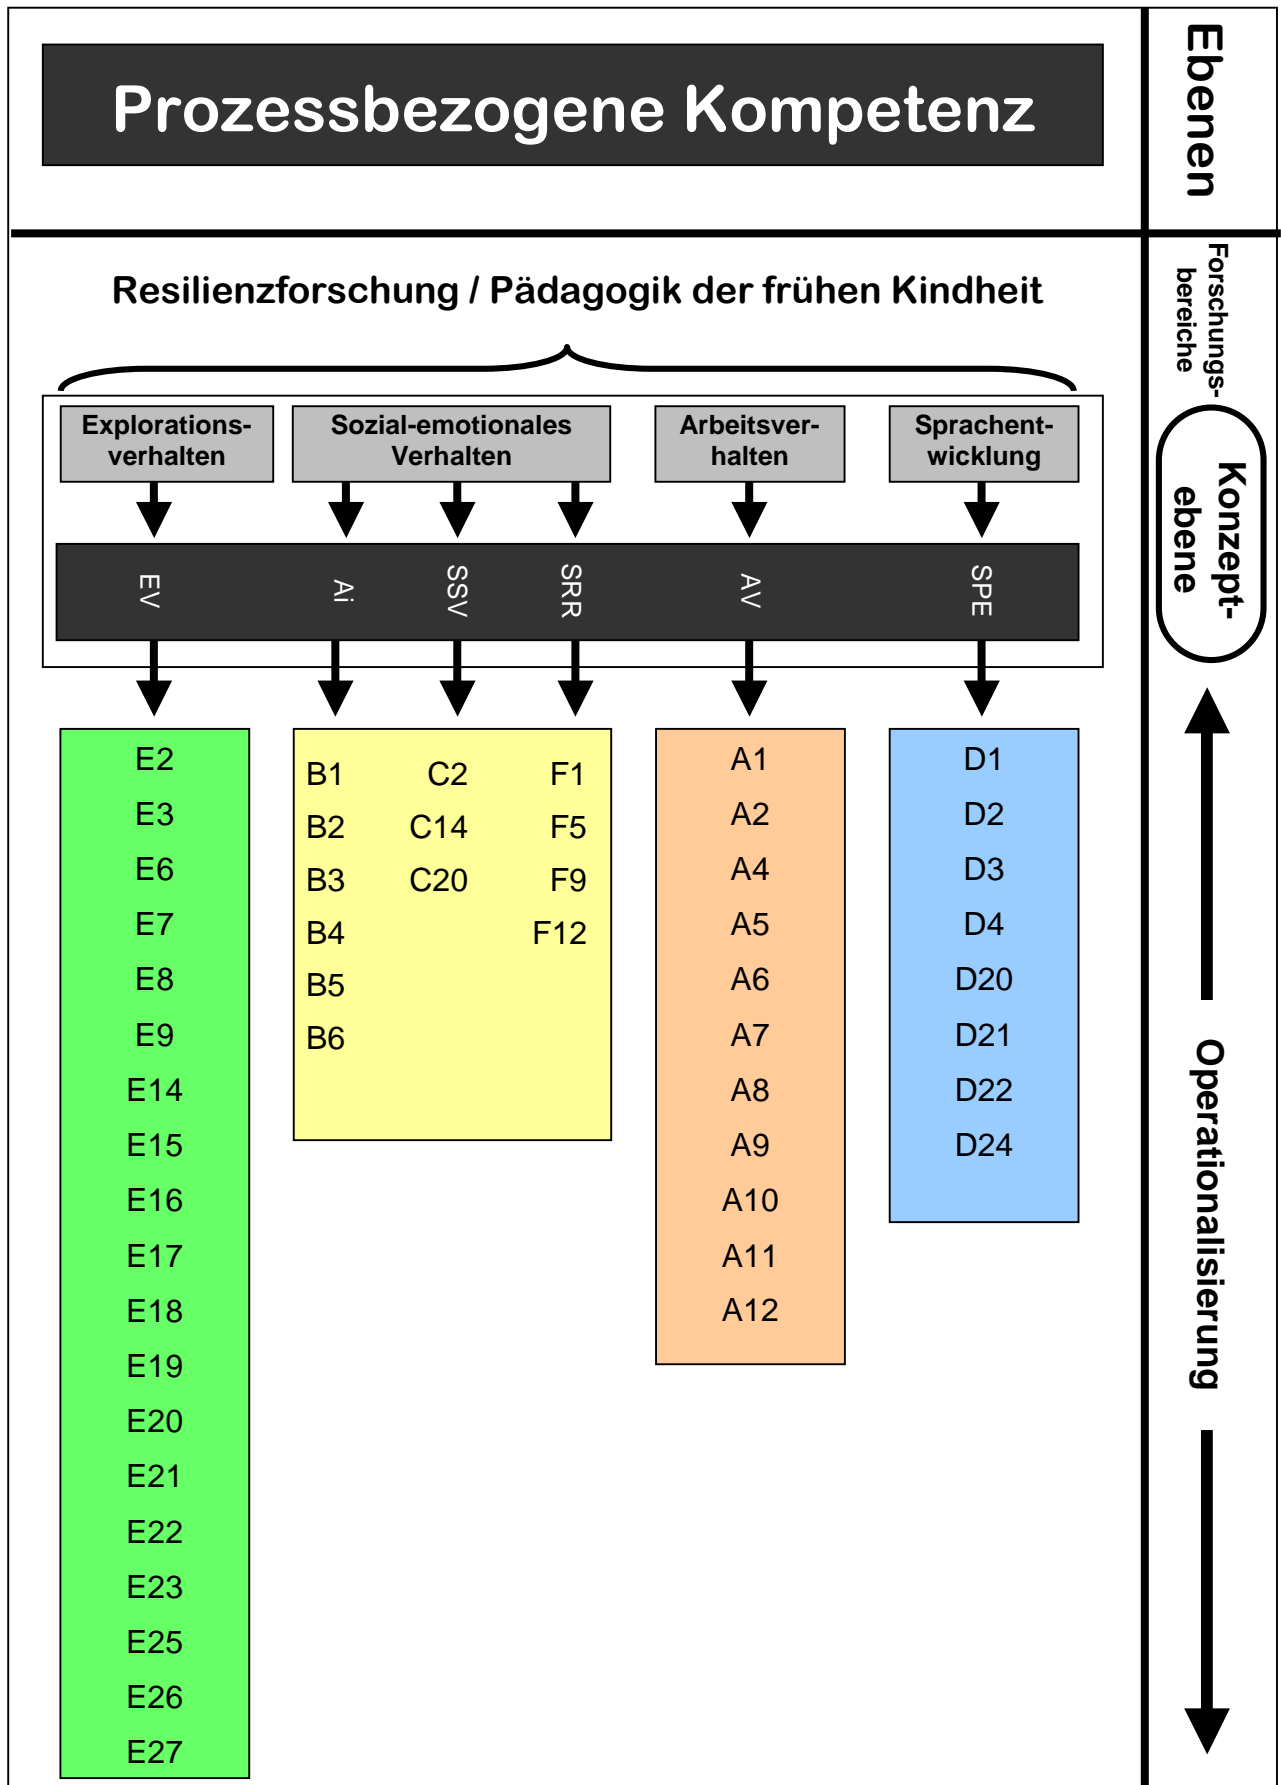 Prozessbezogene Kompetenz
Ebenen
Resilienzforschung / Pädagogik der frühen Kindheit
Forschungs-
bereiche
Explorations-
verhalten
Sozial-emotionales
Verhalten
Arbeitsver-
halten
Sprachent-
wicklung
Konzept-
ebene
EV
Ai
SSV
SRR
AV
SPE
E2
E3
E6
E7
E8
E9
E14
E15
E16
E17
E18
E19
E20
E21
E22
E23
E25
E26
E27
B1
B2
B3
B4
B5
B6
C2
C14
C20
F1
F5
F9
F12
A1
A2
A4
A5
A6
A7
A8
A9
A10
A11
A12
D1
D2
D3
D4
D20
D21
D22
D24
Operationalisierung